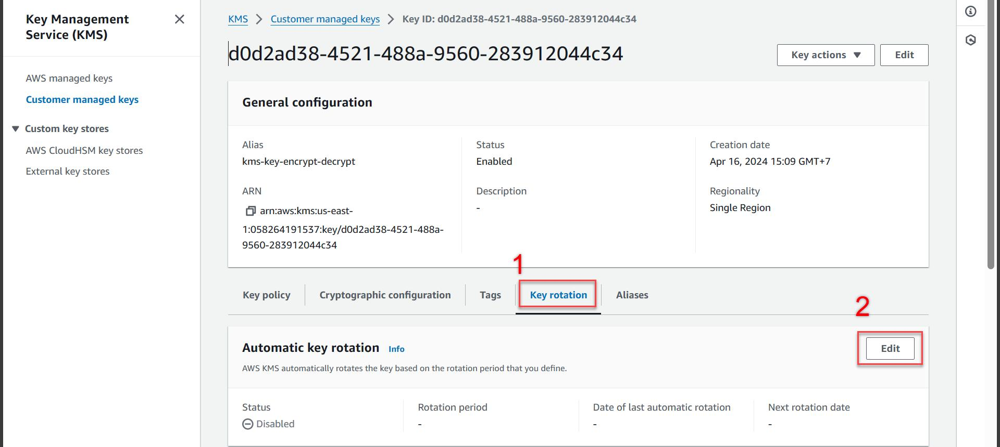 Key Management
Service (KMS)
AWS managed keys
Customer managed keys
Custom key stores
AWS CloudHSM key stores
External key stores
KMS
Customer managed keys
Key ID: d0d2ad38-4521-488a-9560-283912044c34
d0d2ad38-4521-488a-9560-283912044c34
Key actions
Edit
General configuration
Alias
kms-key-encrypt-decrypt
ARN
arn:aws:kms:us-east-
1:058264191537:key/d0d2ad38-4521-488a-
9560-283912044c34
Status
Enabled
Description
-
Creation date
Apr 16, 2024 15:09 GMT+7
Regionality
Single Region
1
Key policy
Cryptographic configuration
Tags
Key rotation
Aliases
2
Automatic key rotation Info
Edit
AWS KMS automatically rotates the key based on the rotation period that you define.
Status
Disabled
Rotation period
-
Date of last automatic rotation
-
Next rotation date
-